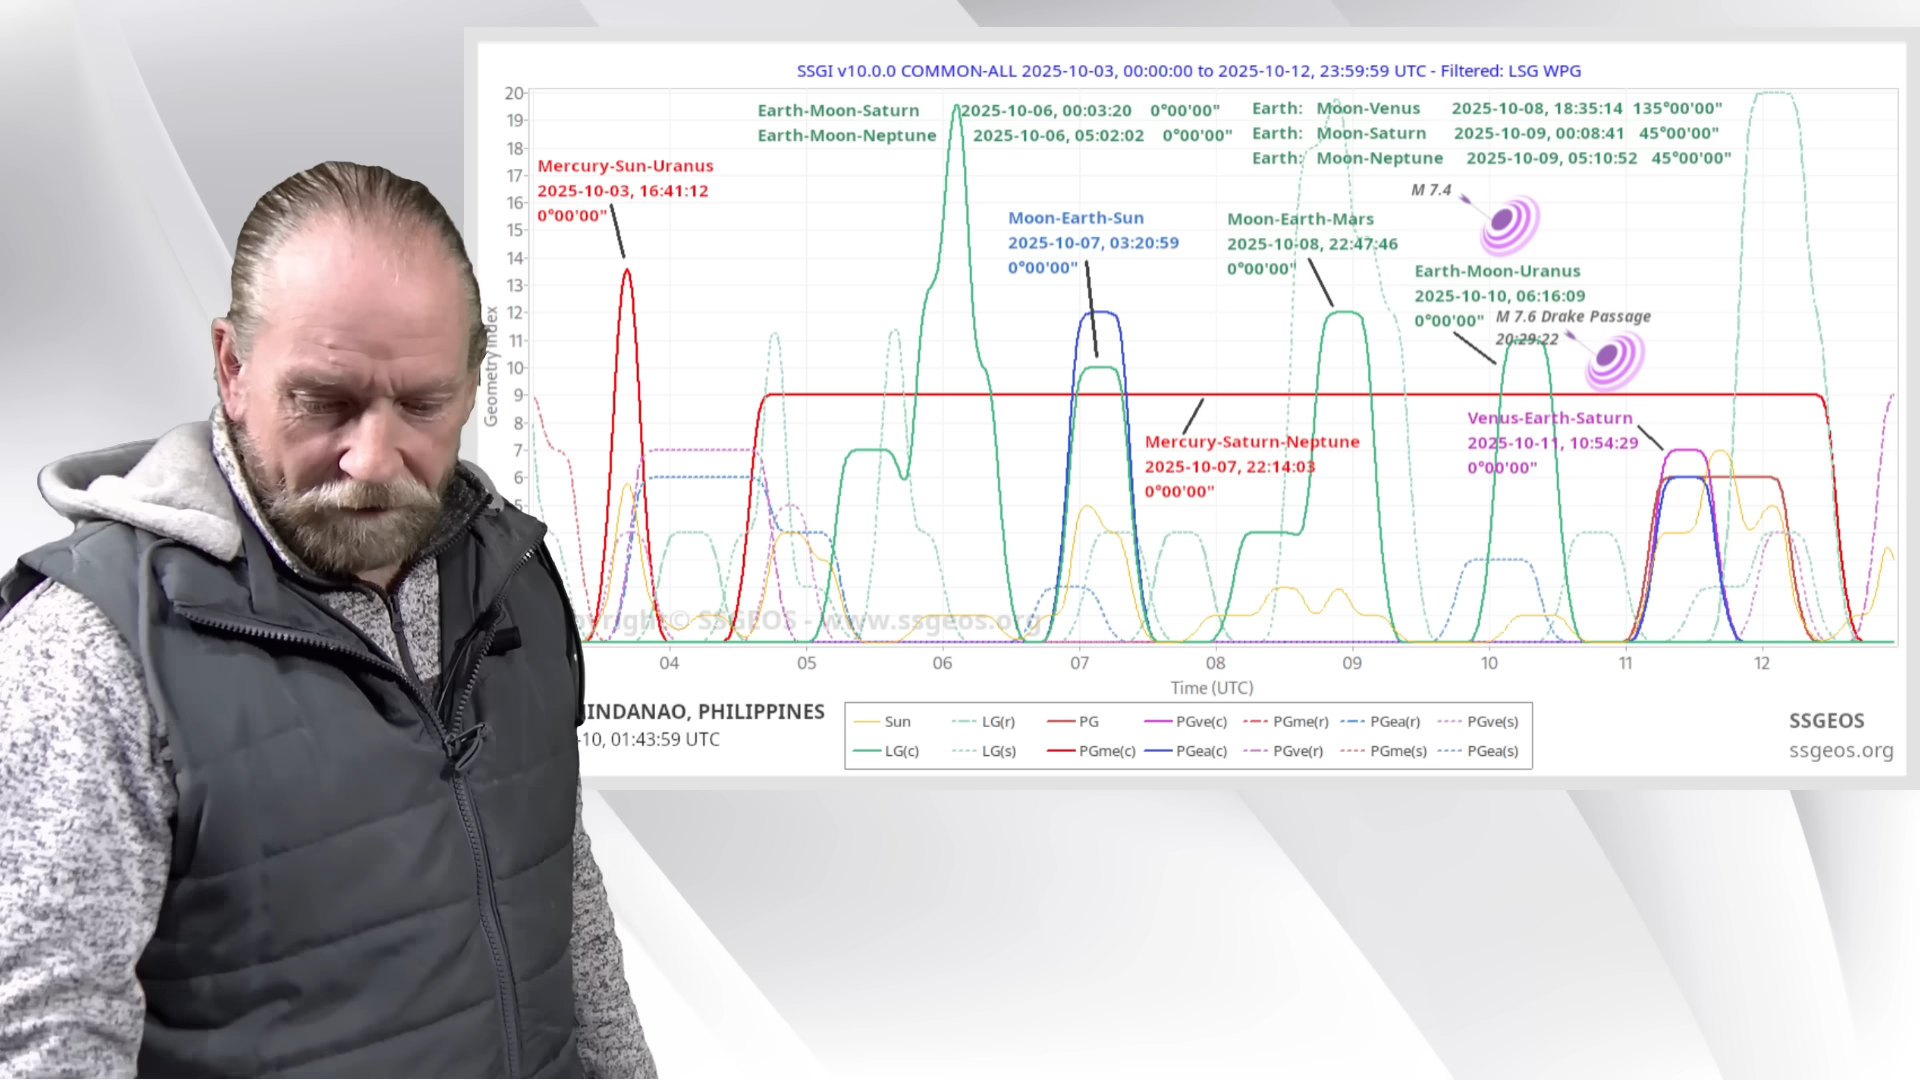 SSGI v10.0.0 COMMON-ALL 2025-10-03, 00:00:00 to 2025-10-12, 23:59:59 UTC - Filtered: LSG WPG
Earth-Moon-Saturn 2025-10-06, 00:03:20 0°00'00"
Earth-Moon-Neptune 2025-10-06, 05:02:02 0°00'00"
Earth: Moon-Venus 2025-10-08, 18:35:14 135°00'00"
Earth: Moon-Saturn 2025-10-09, 00:08:41 45°00'00"
Earth: Moon-Neptune 2025-10-09, 05:10:52 45°00'00"
Mercury-Sun-Uranus
2025-10-03, 16:41:12
0°00'00"
Moon-Earth-Sun
2025-10-07, 03:20:59
0°00'00"
Moon-Earth-Mars
2025-10-08, 22:47:46
0°00'00"
M 7.4
Earth-Moon-Uranus
2025-10-10, 06:16:09
0°00'00"
M 7.6 Drake Passage
20:29:22
Mercury-Saturn-Neptune
2025-10-07, 22:14:03
0°00'00"
Venus-Earth-Saturn
2025-10-11, 10:54:29
0°00'00"
20
19
18
17
16
15
14
13
12
11
10
9
8
7
6
5
Geometry Index
yright© SSGEOS - www.ssgeos.org
04 05 06 07 08 09 10 11 12
Time (UTC)
INDANAO, PHILIPPINES
-10, 01:43:59 UTC
Sun LG(r) PG PGve(c) PGme(r) PGea(r) PGve(s)
LG(c) LG(s) PGme(c) PGea(c) PGve(r) PGme(s) PGea(s)
SSGEOS
ssgeos.org